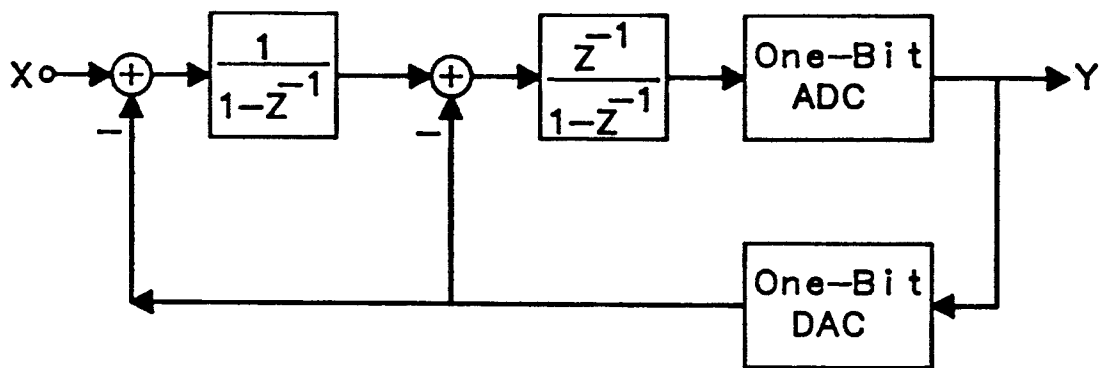 X
+
1
1-Z^-1
+
Z^-1
1-Z^-1
One-Bit
ADC
Y
-
-
One-Bit
DAC